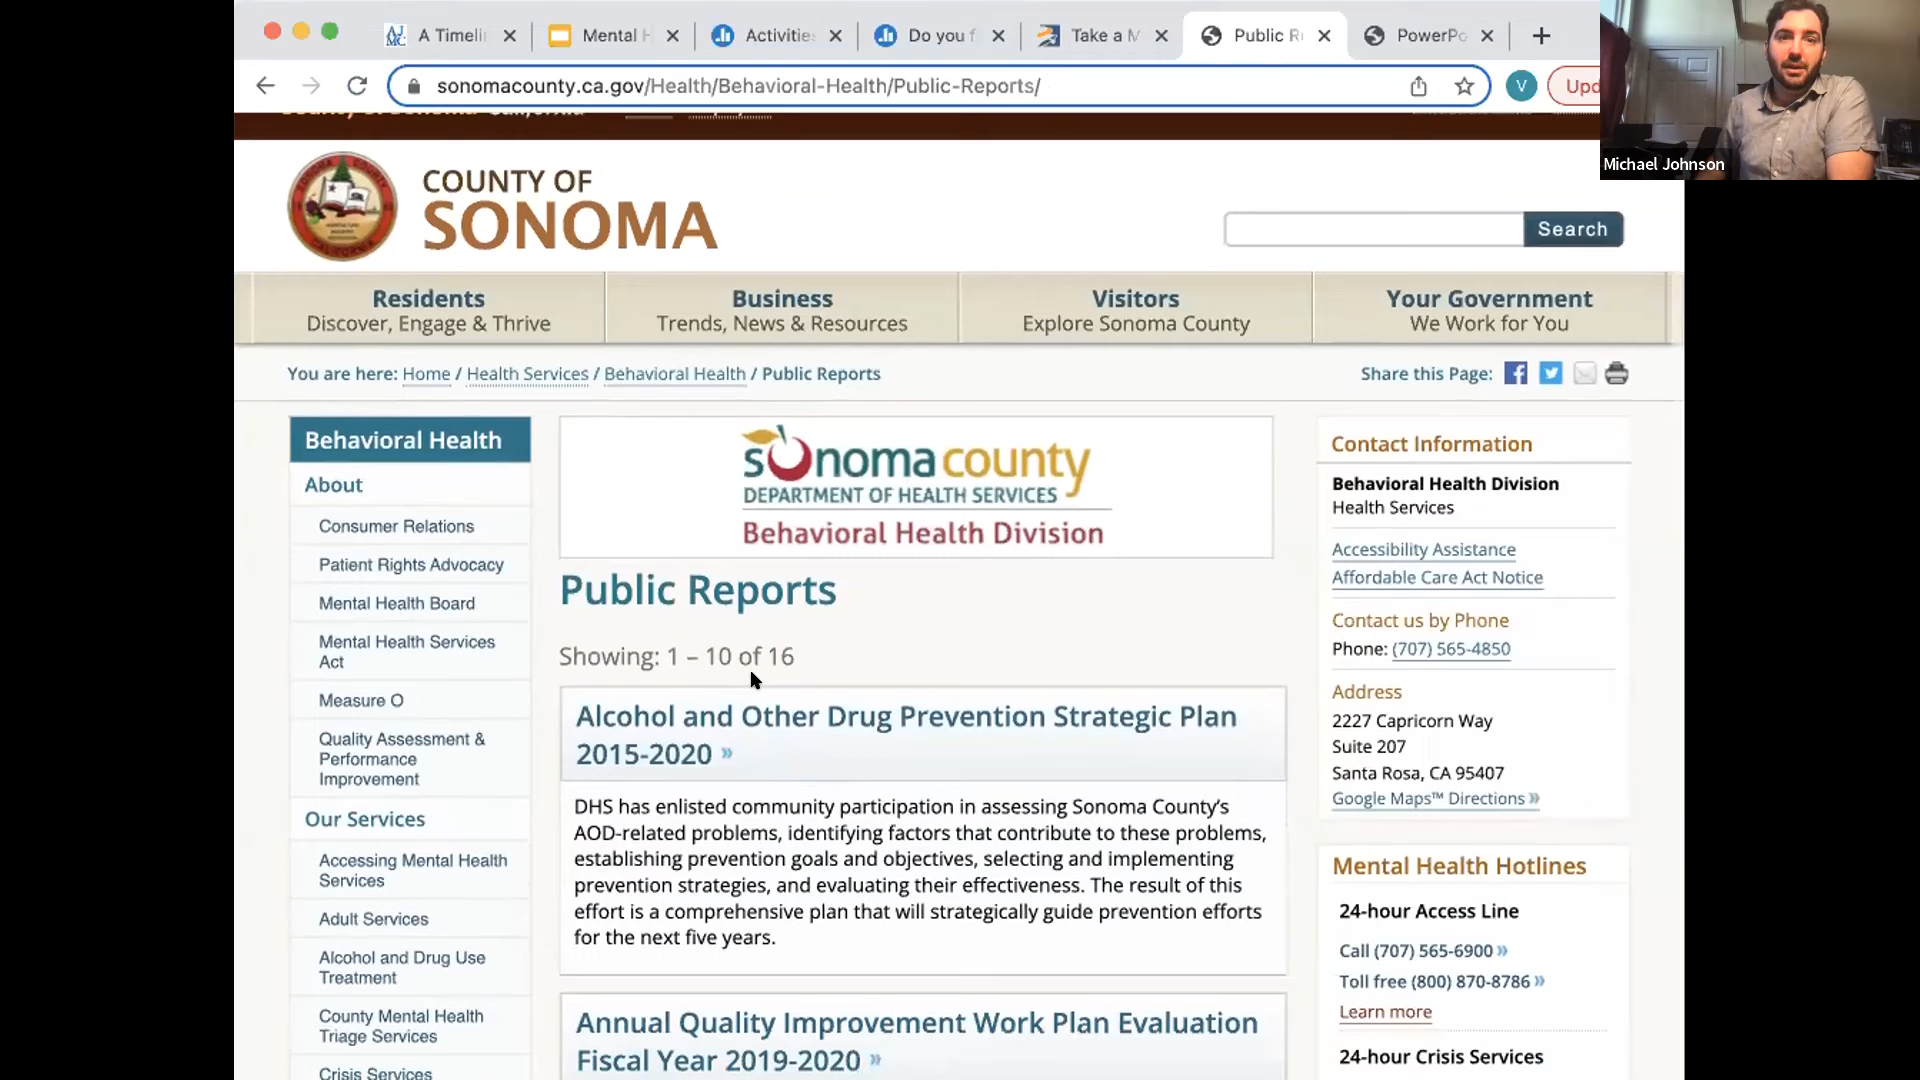 A Timeli
Mental H
Activities
Do you f
Take a M
Public Re
PowerPo
sonomacounty.ca.gov/Health/Behavioral-Health/Public-Reports/
V
Upd
Michael Johnson
COUNTY OF
SONOMA
Search
Residents
Discover, Engage & Thrive
Business
Trends, News & Resources
Visitors
Explore Sonoma County
Your Government
We Work for You
You are here: Home / Health Services / Behavioral Health / Public Reports
Share this Page:
Behavioral Health
About
Consumer Relations
Patient Rights Advocacy
Mental Health Board
Mental Health Services
Act
Measure O
Quality Assessment &
Performance
Improvement
Our Services
Accessing Mental Health
Services
Adult Services
Alcohol and Drug Use
Treatment
County Mental Health
Triage Services
Crisis Services
sonoma county
DEPARTMENT OF HEALTH SERVICES
Behavioral Health Division
Public Reports
Showing: 1 – 10 of 16
Alcohol and Other Drug Prevention Strategic Plan
2015-2020 »
DHS has enlisted community participation in assessing Sonoma County’s
AOD-related problems, identifying factors that contribute to these problems,
establishing prevention goals and objectives, selecting and implementing
prevention strategies, and evaluating their effectiveness. The result of this
effort is a comprehensive plan that will strategically guide prevention efforts
for the next five years.
Annual Quality Improvement Work Plan Evaluation
Fiscal Year 2019-2020 »
Contact Information
Behavioral Health Division
Health Services
Accessibility Assistance
Affordable Care Act Notice
Contact us by Phone
Phone: (707) 565-4850
Address
2227 Capricorn Way
Suite 207
Santa Rosa, CA 95407
Google Maps™ Directions »
Mental Health Hotlines
24-hour Access Line
Call (707) 565-6900 »
Toll free (800) 870-8786 »
Learn more
24-hour Crisis Services